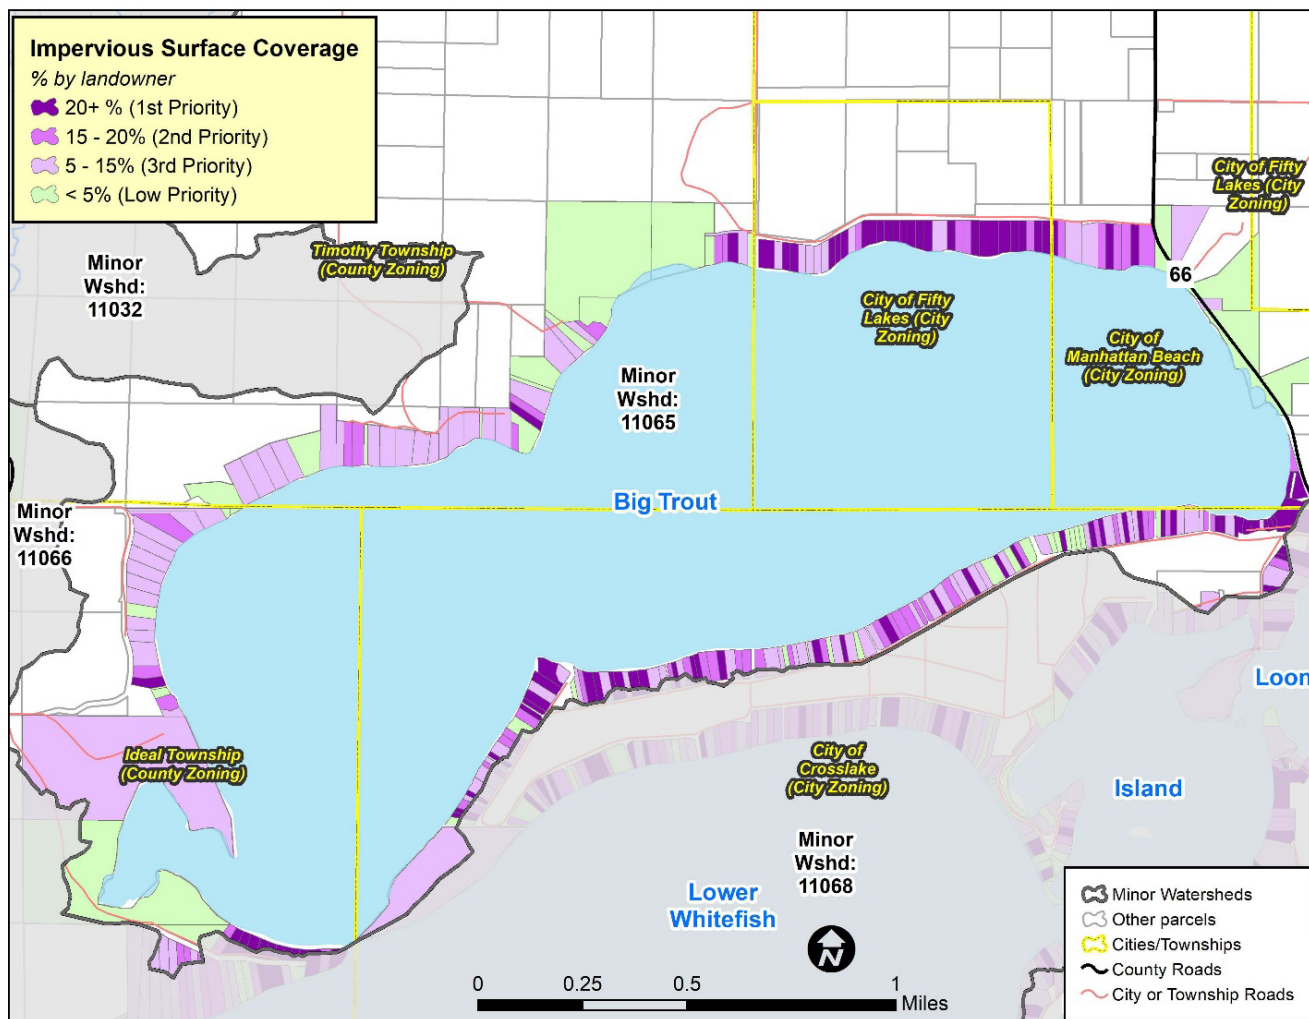 Impervious Surface Coverage
% by landowner
20+ % (1st Priority)
15 - 20% (2nd Priority)
5 - 15% (3rd Priority)
< 5% (Low Priority)
City of Fifty
Lakes (City
Zoning)
Timothy Township
(County Zoning)
Minor
Wshd:
11032
66
City of Fifty
Lakes (City
Zoning)
City of
Manhattan Beach
(City Zoning)
Minor
Wshd:
11065
Big Trout
Minor
Wshd:
11066
Loon
Ideal Township
(County Zoning)
City of
Crosslake
(City Zoning)
Island
Minor
Wshd:
11068
Lower
Whitefish
N
0 0.25 0.5 1
Miles
Minor Watersheds
Other parcels
Cities/Townships
County Roads
City or Township Roads